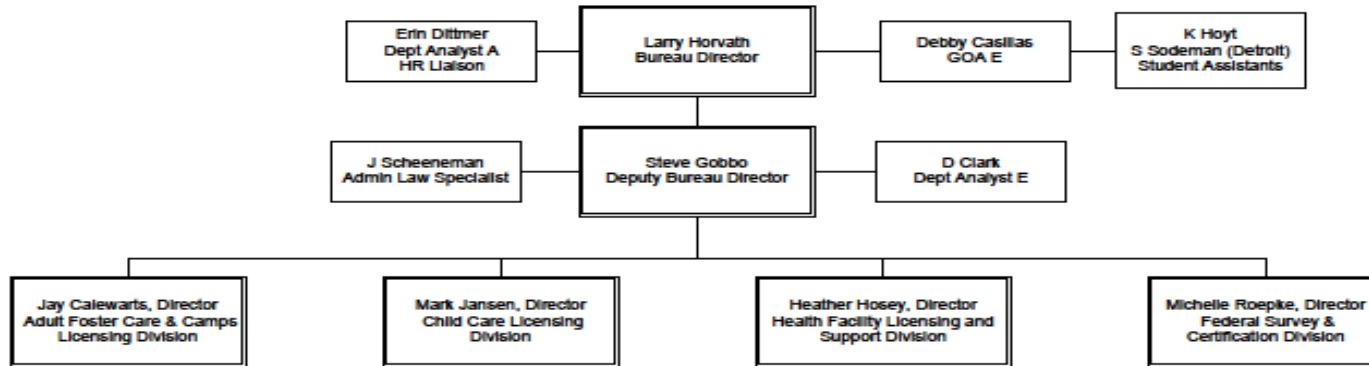 Erin Dittmer
Dept Analyst A
HR Liaison
Larry Horvath
Bureau Director
Debby Casillas
GOA E
K Hoyt
S Sodeman (Detroit)
Student Assistants
J Scheeneman
Admin Law Specialist
Steve Gobbo
Deputy Bureau Director
D Clark
Dept Analyst E
Jay Calewarts, Director
Adult Foster Care & Camps
Licensing Division
Mark Jansen, Director
Child Care Licensing
Division
Heather Hosey, Director
Health Facility Licensing and
Support Division
Michelle Roepke, Director
Federal Survey &
Certification Division